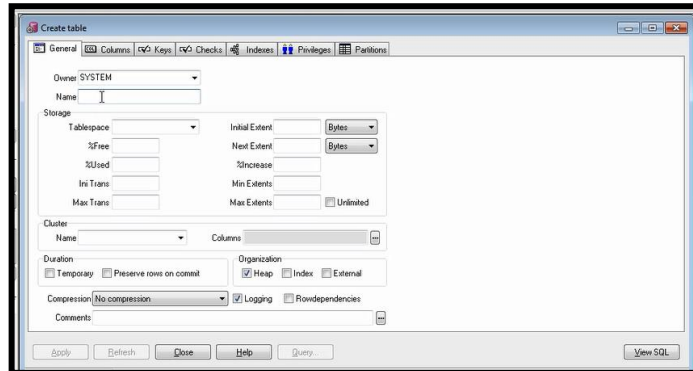 Create table
General Columns Keys Checks Indexes Privileges Partitions
Owner SYSTEM
Name
Storage
Tablespace Initial Extent Bytes
%Free Next Extent Bytes
%Used %Increase
Ini Trans Min Extents
Max Trans Max Extents Unlimited
Cluster
Name Columns ...
Duration Organization
Temporary Preserve rows on commit Heap Index External
Compression No compression Logging Rowdependencies
Comments ...
Apply Refresh Close Help Query... View SQL